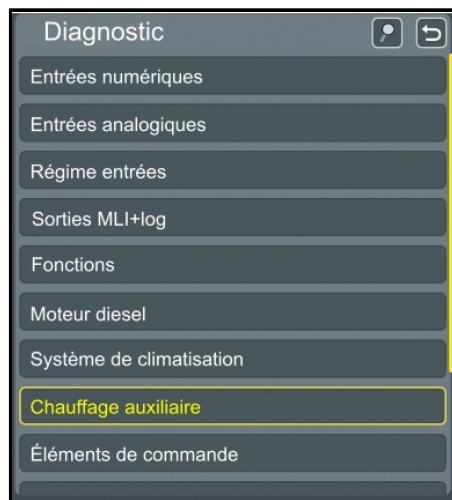 Diagnostic
Entrées numériques
Entrées analogiques
Régime entrées
Sorties MLI+log
Fonctions
Moteur diesel
Système de climatisation
Chauffage auxiliaire
Éléments de commande